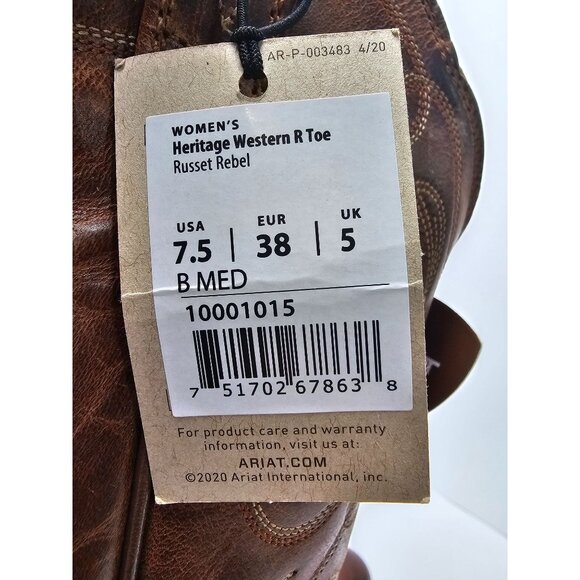 AR-P-003483 4/20
WOMEN'S
Heritage Western R Toe
Russet Rebel
USA | EUR | UK
7.5 | 38 | 5
B MED
10001015
7 51702 67863 8
For product care and warranty
information, visit us at:
ARIAT.COM
©2020 Ariat International, inc.